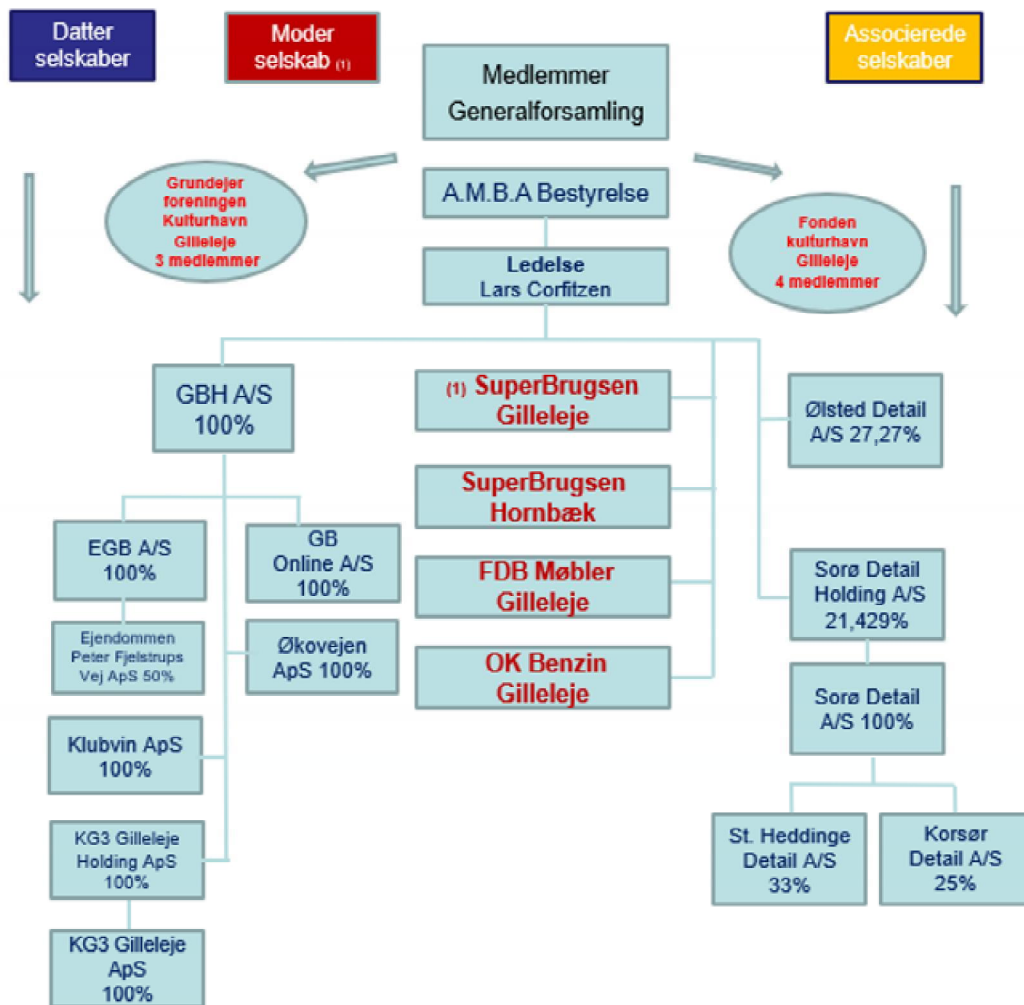 Datter
selskaber
Moder
selskab (1)
Associerede
selskaber
Medlemmer
Generalforsamling
Grundejer
foreningen
Kulturhavn
Gilleleje
3 medlemmer
A.M.B.A Bestyrelse
Fonden
kulturhavn
Gilleleje
4 medlemmer
Ledelse
Lars Corfitzen
GBH A/S
100%
(1) SuperBrugsen
Gilleleje
Ølsted Detail
A/S 27,27%
SuperBrugsen
Hornbæk
EGB A/S
100%
GB
Online A/S
100%
FDB Møbler
Gilleleje
Sorø Detail
Holding A/S
21,429%
Ejendommen
Peter Fjelstrups
Vej ApS 50%
Økovejen
ApS 100%
OK Benzin
Gilleleje
Sorø Detail
A/S 100%
Klubvin ApS
100%
KG3 Gilleleje
Holding ApS
100%
St. Heddinge
Detail A/S
33%
Korsør
Detail A/S
25%
KG3 Gilleleje
ApS
100%